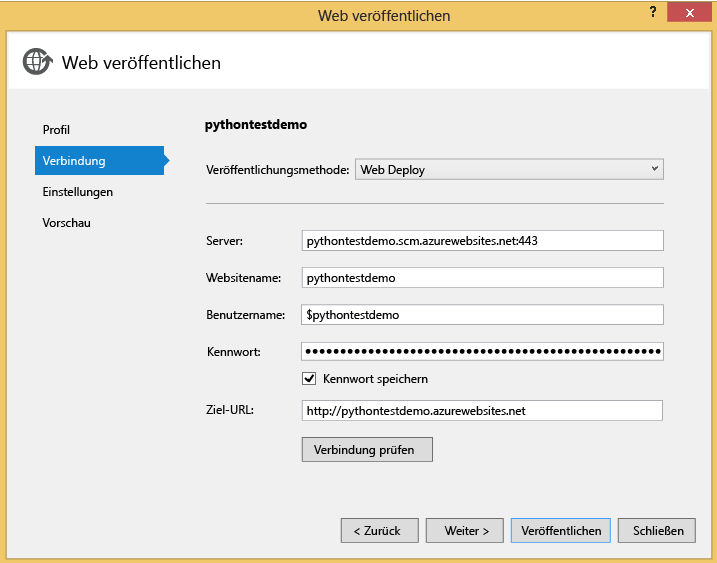 Web veröffentlichen
?
x
Web veröffentlichen
Profil
Verbindung
Einstellungen
Vorschau
pythontestdemo
Veröffentlichungsmethode: Web Deploy
Server: pythontestdemo.scm.azurewebsites.net:443
Websitename: pythontestdemo
Benutzername: $pythontestdemo
Kennwort: ••••••••••••••••••••••••••••••••••••••••••••••••••
Kennwort speichern
Ziel-URL: http://pythontestdemo.azurewebsites.net
Verbindung prüfen
< Zurück Weiter > Veröffentlichen Schließen